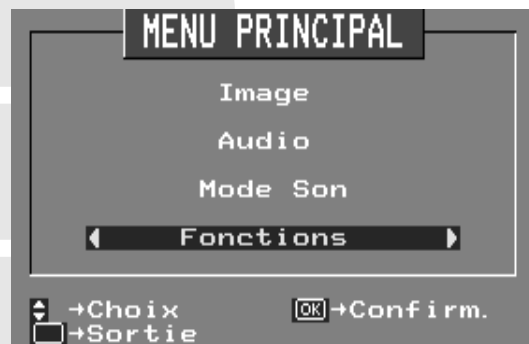 MENU PRINCIPAL
Image
Audio
Mode Son
Fonctions
→Choix OK→Confirm.
→Sortie